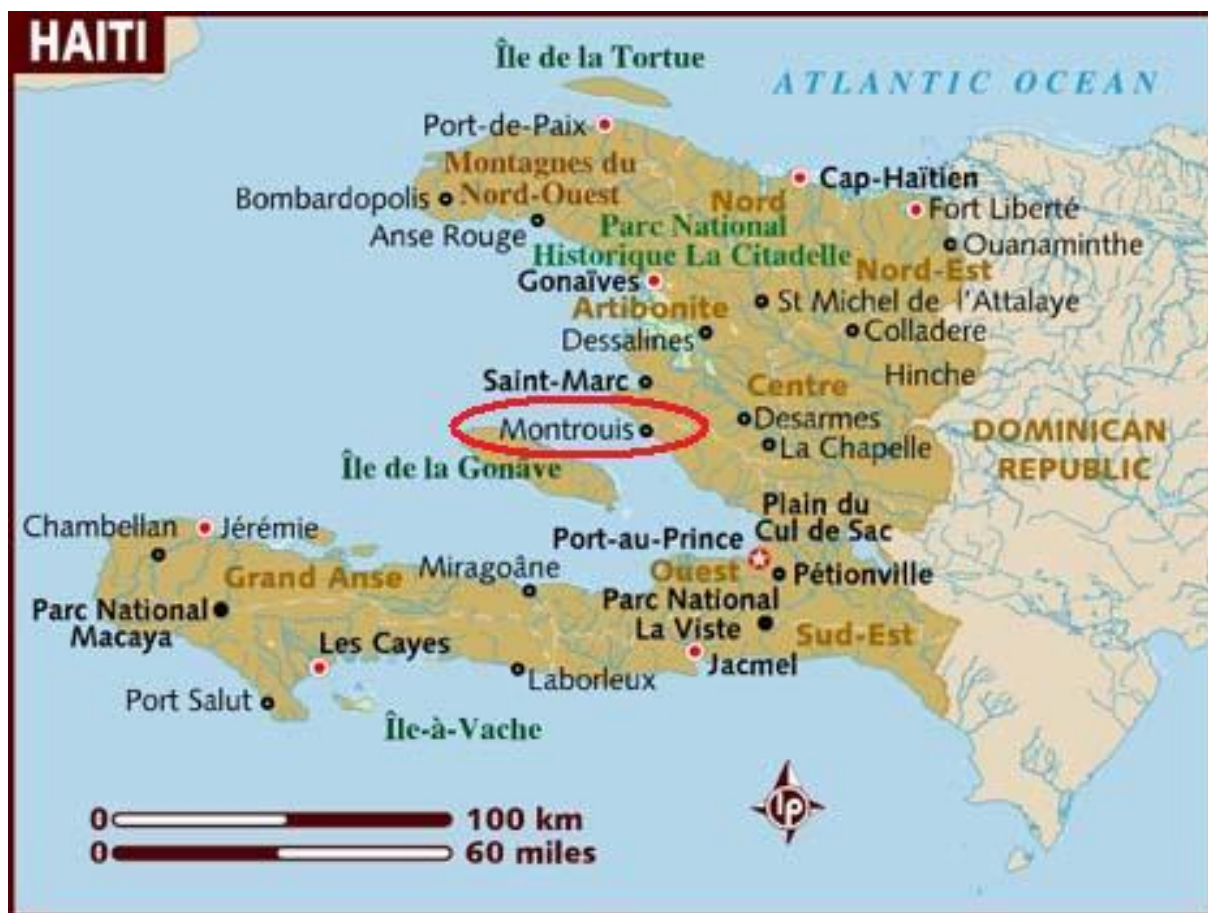 HAITI
Île de la Tortue
ATLANTIC OCEAN
Port-de-Paix
Montagnes du
Nord-Ouest
Bombardopolis
Anse Rouge
Nord
Cap-Haïtien
Fort Liberté
Ouanaminthe
Parc National
Historique La Citadelle
Nord-Est
Gonaïves
Artibonite
St Michel de l'Attalaye
Dessalines
Colladere
Saint-Marc
Centre
Hinche
Montrouis
Desarmes
La Chapelle
DOMINICAN
REPUBLIC
Île de la Gonâve
Plain du
Cul de Sac
Chambellan
Jérémie
Port-au-Prince
Grand Anse
Miragoâne
Ouest
Pétionville
Parc National
Macaya
Parc National
La Viste
Sud-Est
Les Cayes
Jacmel
Laborleux
Port Salut
Île-à-Vache
0 100 km
0 60 miles
lp